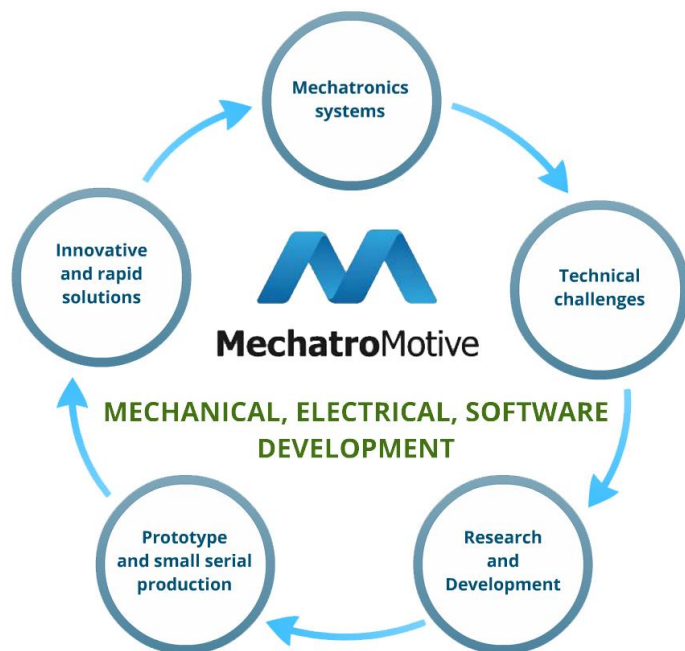 Mechatronics
systems
Innovative
and rapid
solutions
Technical
challenges
MechatroMotive
MECHANICAL, ELECTRICAL, SOFTWARE
DEVELOPMENT
Prototype
and small serial
production
Research
and
Development